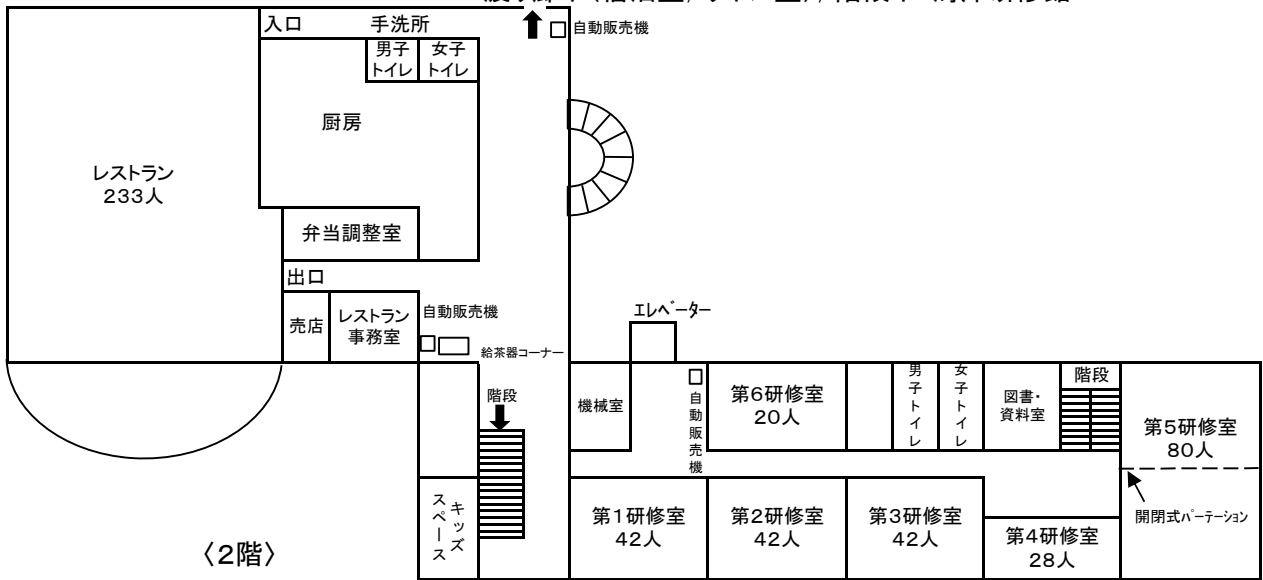 入口
手洗所
自動販売機
男子
トイレ
女子
トイレ
厨房
レストラン
233人
弁当調整室
出口
売店
レストラン
事務室
自動販売機
給茶器コーナー
エレベーター
階段
機械室
自動販売機
第6研修室
20人
男子トイレ
女子トイレ
図書・
資料室
階段
第5研修室
80人
開閉式パーテーション
キッズ
スペース
第1研修室
42人
第2研修室
42人
第3研修室
42人
第4研修室
28人
〈2階〉